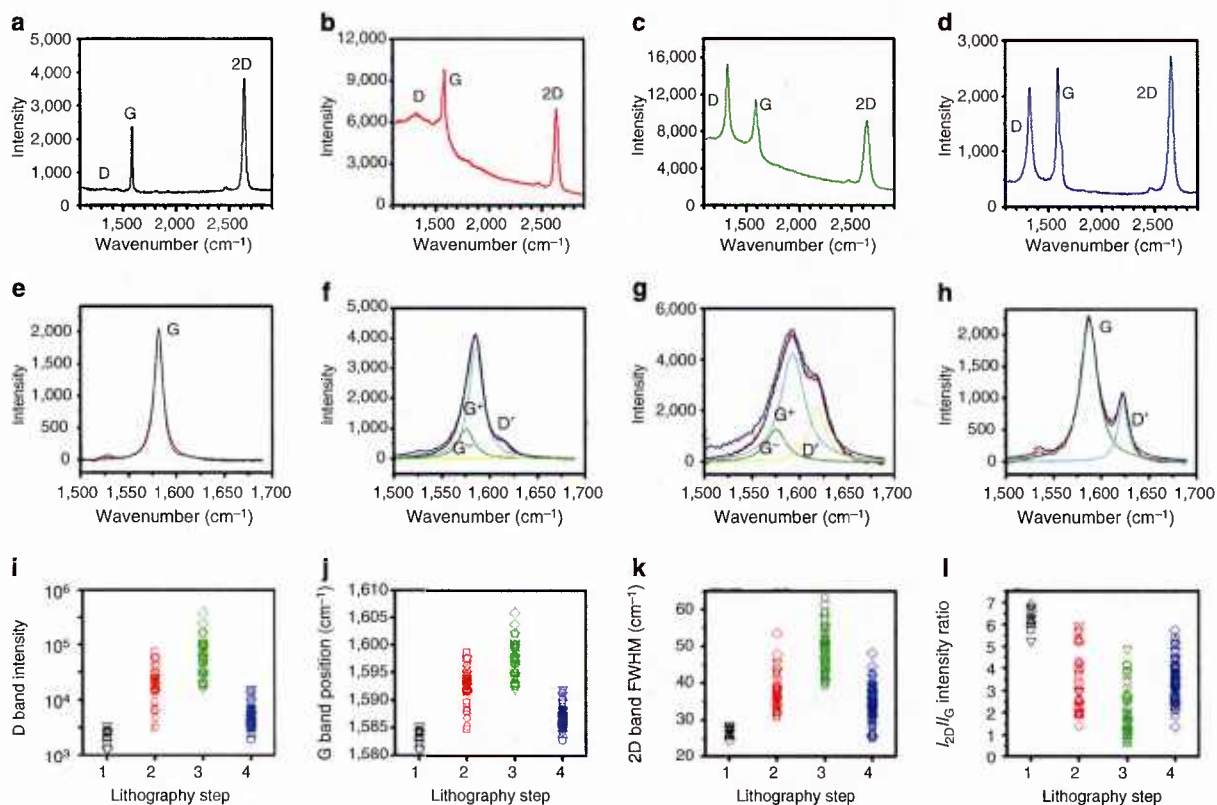 a
5,000
4,000
3,000
2,000
1,000
0
Intensity
D
G
2D
1,500 2,000 2,500
Wavenumber (cm⁻¹)
b
12,000
9,000
6,000
3,000
0
Intensity
D
G
2D
1,500 2,000 2,500
Wavenumber (cm⁻¹)
c
16,000
12,000
8,000
4,000
0
Intensity
D
G
2D
1,500 2,000 2,500
Wavenumber (cm⁻¹)
d
3,000
2,000
1,000
0
Intensity
D
G
2D
1,500 2,000 2,500
Wavenumber (cm⁻¹)
e
2,000
1,500
1,000
500
0
Intensity
G
1,500 1,550 1,600 1,650 1,700
Wavenumber (cm⁻¹)
f
5,000
4,000
3,000
2,000
1,000
0
Intensity
G⁺
D′
G⁻
1,500 1,550 1,600 1,650 1,700
Wavenumber (cm⁻¹)
g
6,000
4,000
2,000
0
Intensity
G⁺
G⁻
D′
1,500 1,550 1,600 1,650 1,700
Wavenumber (cm⁻¹)
h
2,000
1,500
1,000
500
0
Intensity
G
D′
1,500 1,550 1,600 1,650 1,700
Wavenumber (cm⁻¹)
i
10⁶
10⁵
10⁴
10³
D band intensity
1 2 3 4
Lithography step
j
1,610
1,605
1,600
1,595
1,590
1,585
1,580
G band position (cm⁻¹)
1 2 3 4
Lithography step
k
60
50
40
30
20
2D band FWHM (cm⁻¹)
1 2 3 4
Lithography step
l
7
6
5
4
3
2
1
0
I2D/IG intensity ratio
1 2 3 4
Lithography step